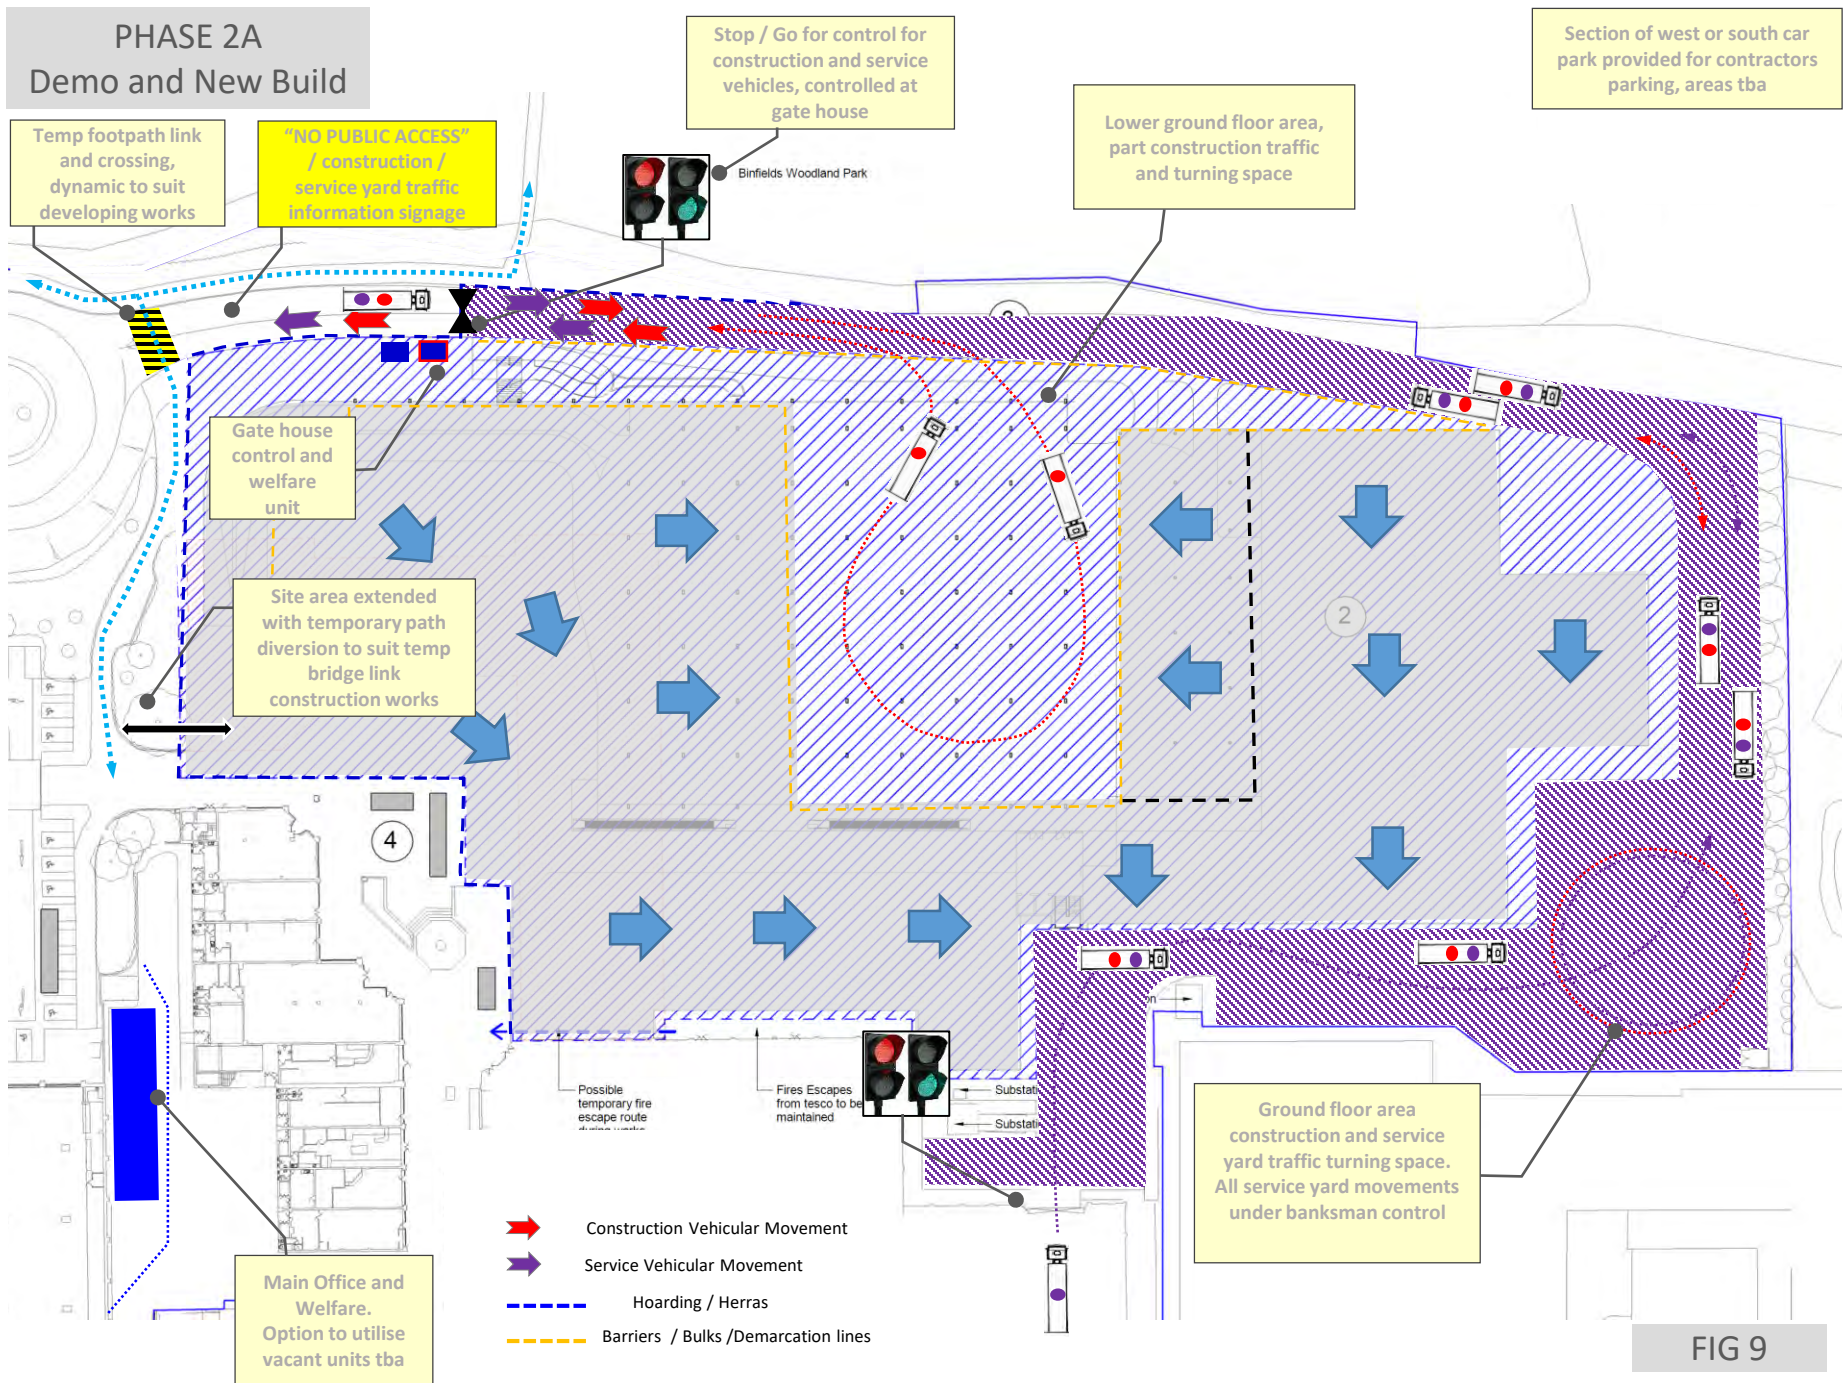 PHASE 2A
Demo and New Build
Stop / Go for control for
construction and service
vehicles, controlled at
gate house
Section of west or south car
park provided for contractors
parking, areas tba
Temp footpath link
and crossing,
dynamic to suit
developing works
“NO PUBLIC ACCESS”
/ construction /
service yard traffic
information signage
Lower ground floor area,
part construction traffic
and turning space
Binfields Woodland Park
Gate house
control and
welfare
unit
Site area extended
with temporary path
diversion to suit temp
bridge link
construction works
2
4
Possible
temporary fire
escape route
during works
Fires Escapes
from tesco to be
maintained
Substati
Substati
on
Ground floor area
construction and service
yard traffic turning space.
All service yard movements
under banksman control
Main Office and
Welfare.
Option to utilise
vacant units tba
Construction Vehicular Movement
Service Vehicular Movement
Hoarding / Herras
Barriers / Bulks /Demarcation lines
FIG 9